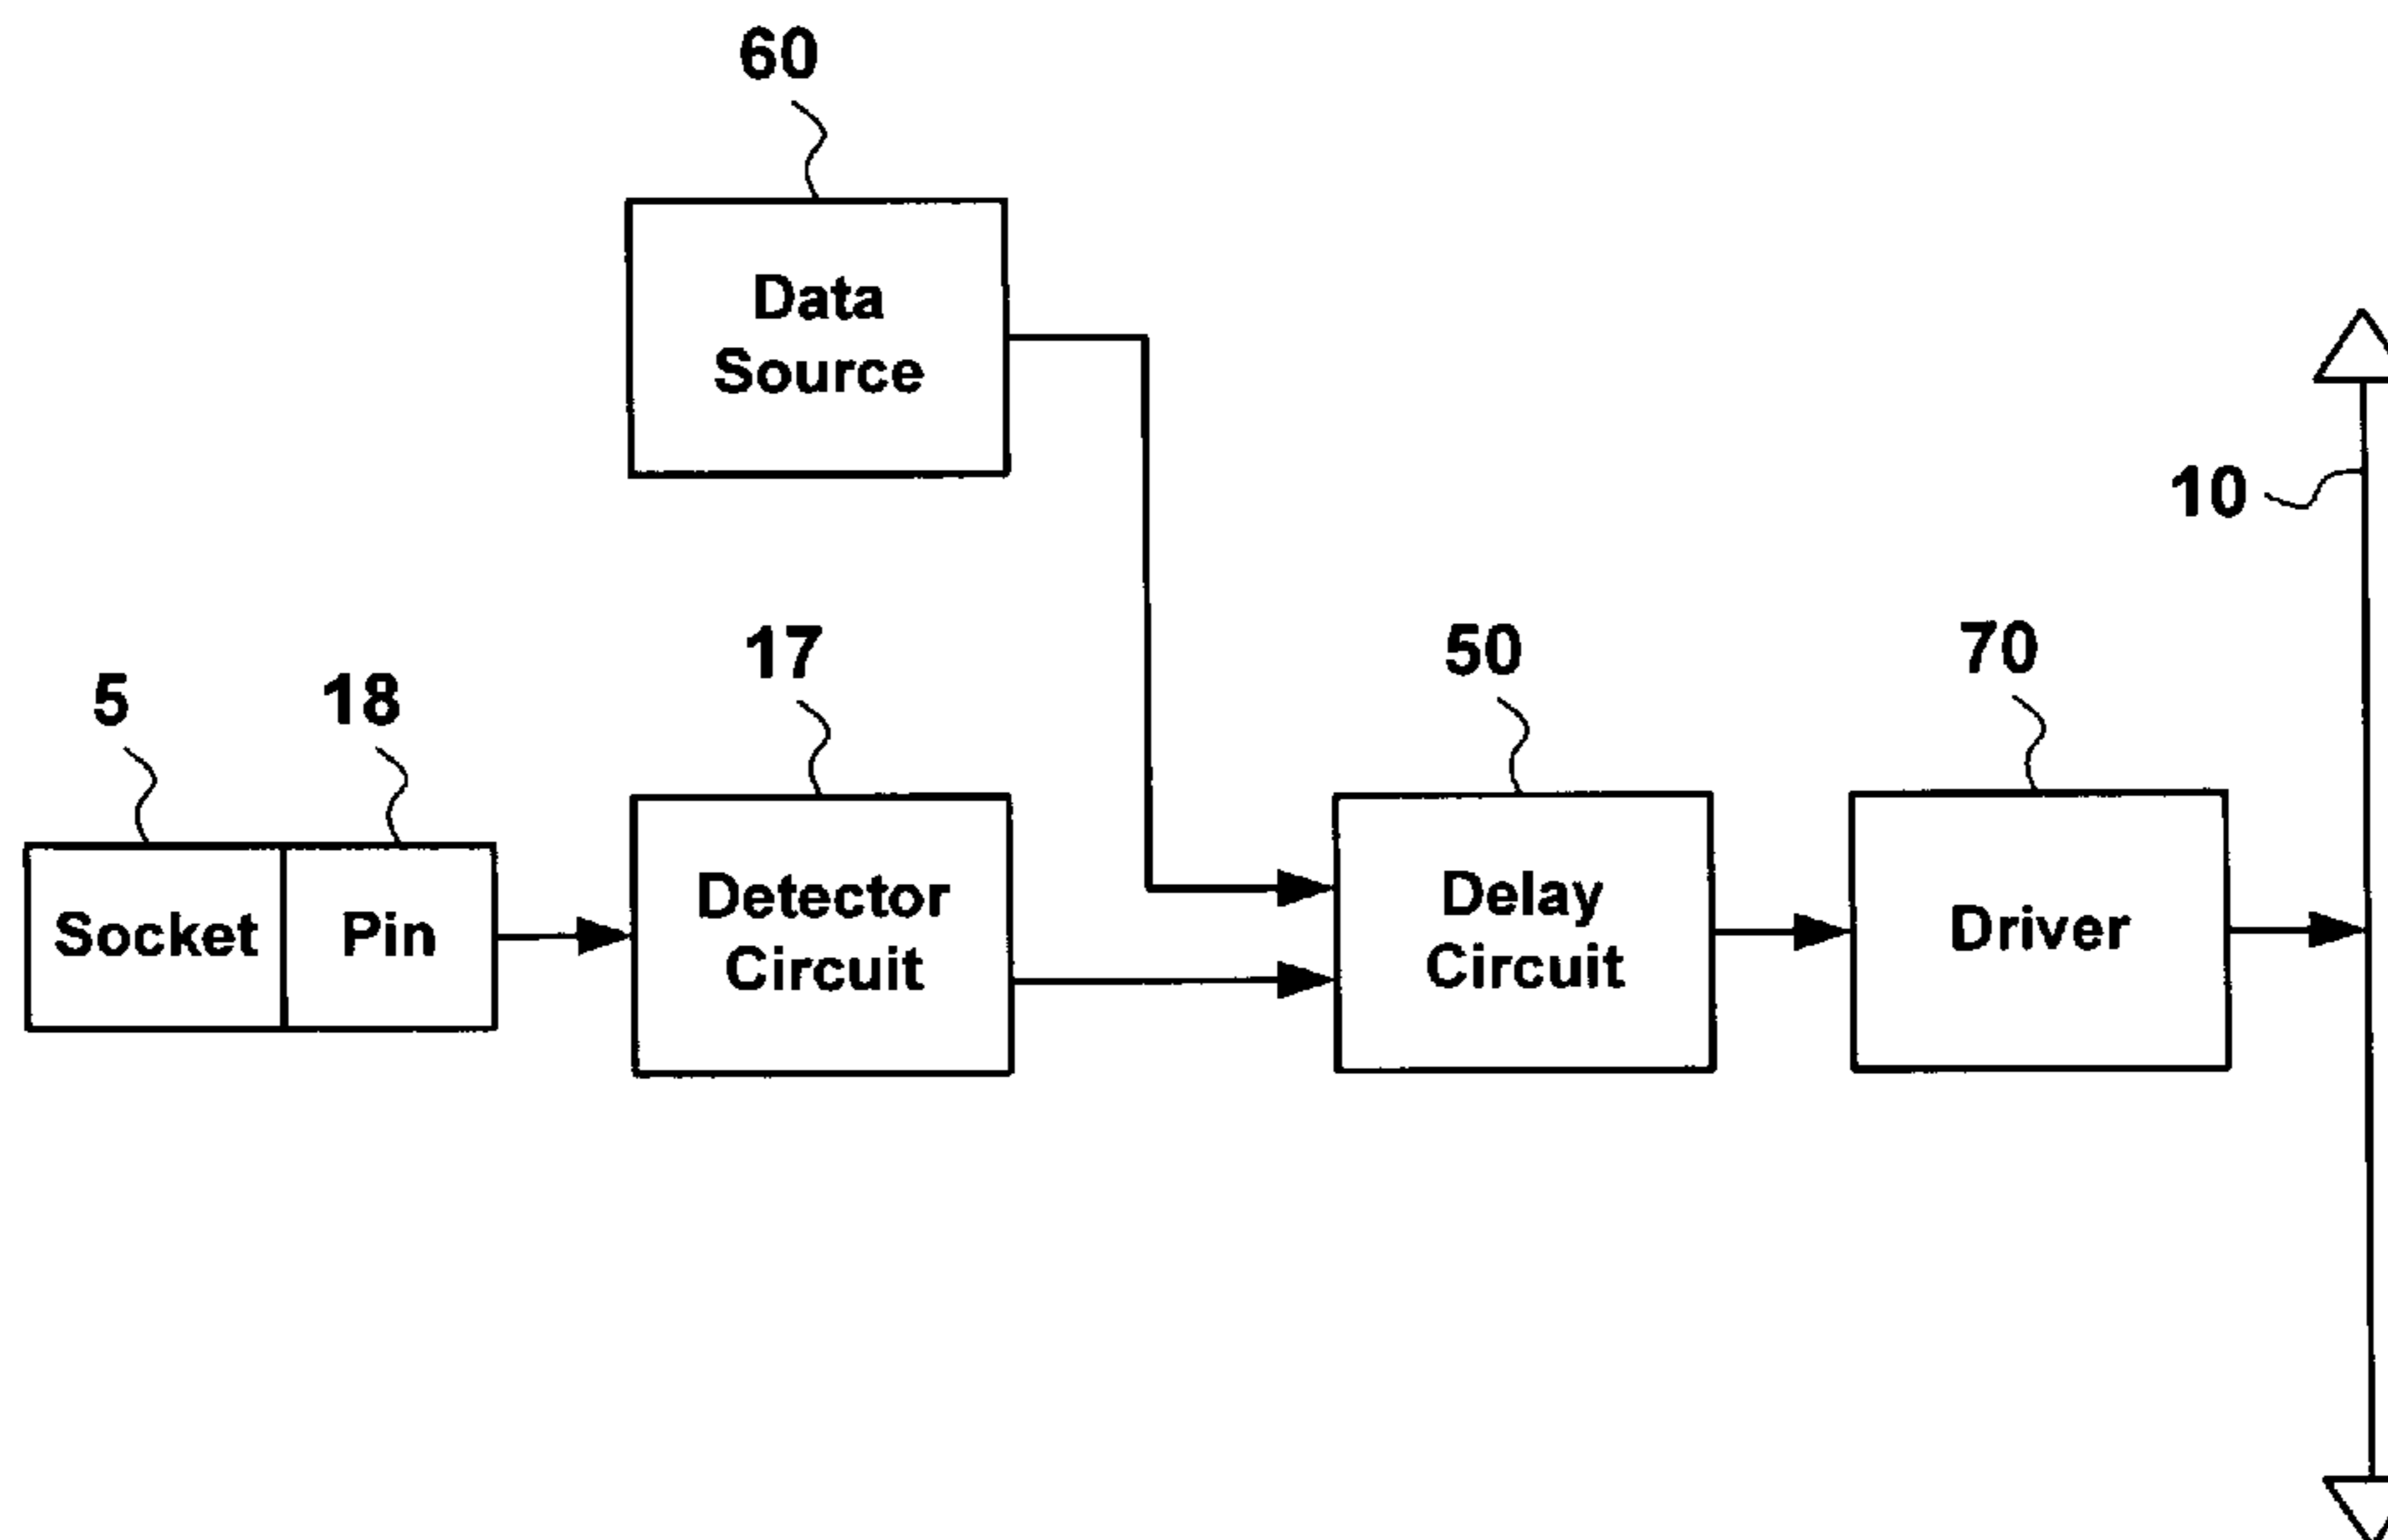 60
Data
Source
10
5
18
17
50
70
Socket
Pin
Detector
Circuit
Delay
Circuit
Driver